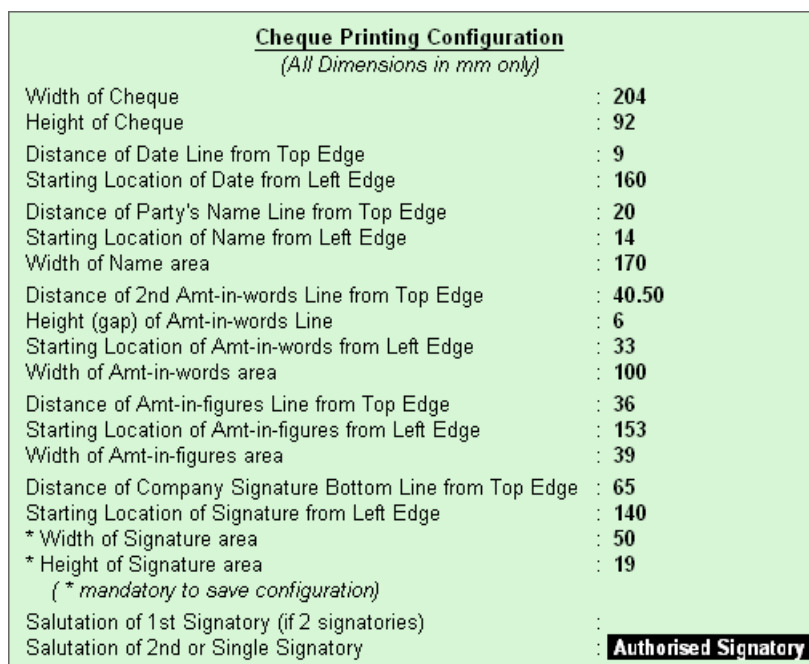 Cheque Printing Configuration
(All Dimensions in mm only)
Width of Cheque : 204
Height of Cheque : 92
Distance of Date Line from Top Edge : 9
Starting Location of Date from Left Edge : 160
Distance of Party's Name Line from Top Edge : 20
Starting Location of Name from Left Edge : 14
Width of Name area : 170
Distance of 2nd Amt-in-words Line from Top Edge : 40.50
Height (gap) of Amt-in-words Line : 6
Starting Location of Amt-in-words from Left Edge : 33
Width of Amt-in-words area : 100
Distance of Amt-in-figures Line from Top Edge : 36
Starting Location of Amt-in-figures from Left Edge : 153
Width of Amt-in-figures area : 39
Distance of Company Signature Bottom Line from Top Edge : 65
Starting Location of Signature from Left Edge : 140
* Width of Signature area : 50
* Height of Signature area : 19
( * mandatory to save configuration)
Salutation of 1st Signatory (if 2 signatories) :
Salutation of 2nd or Single Signatory : Authorised Signatory